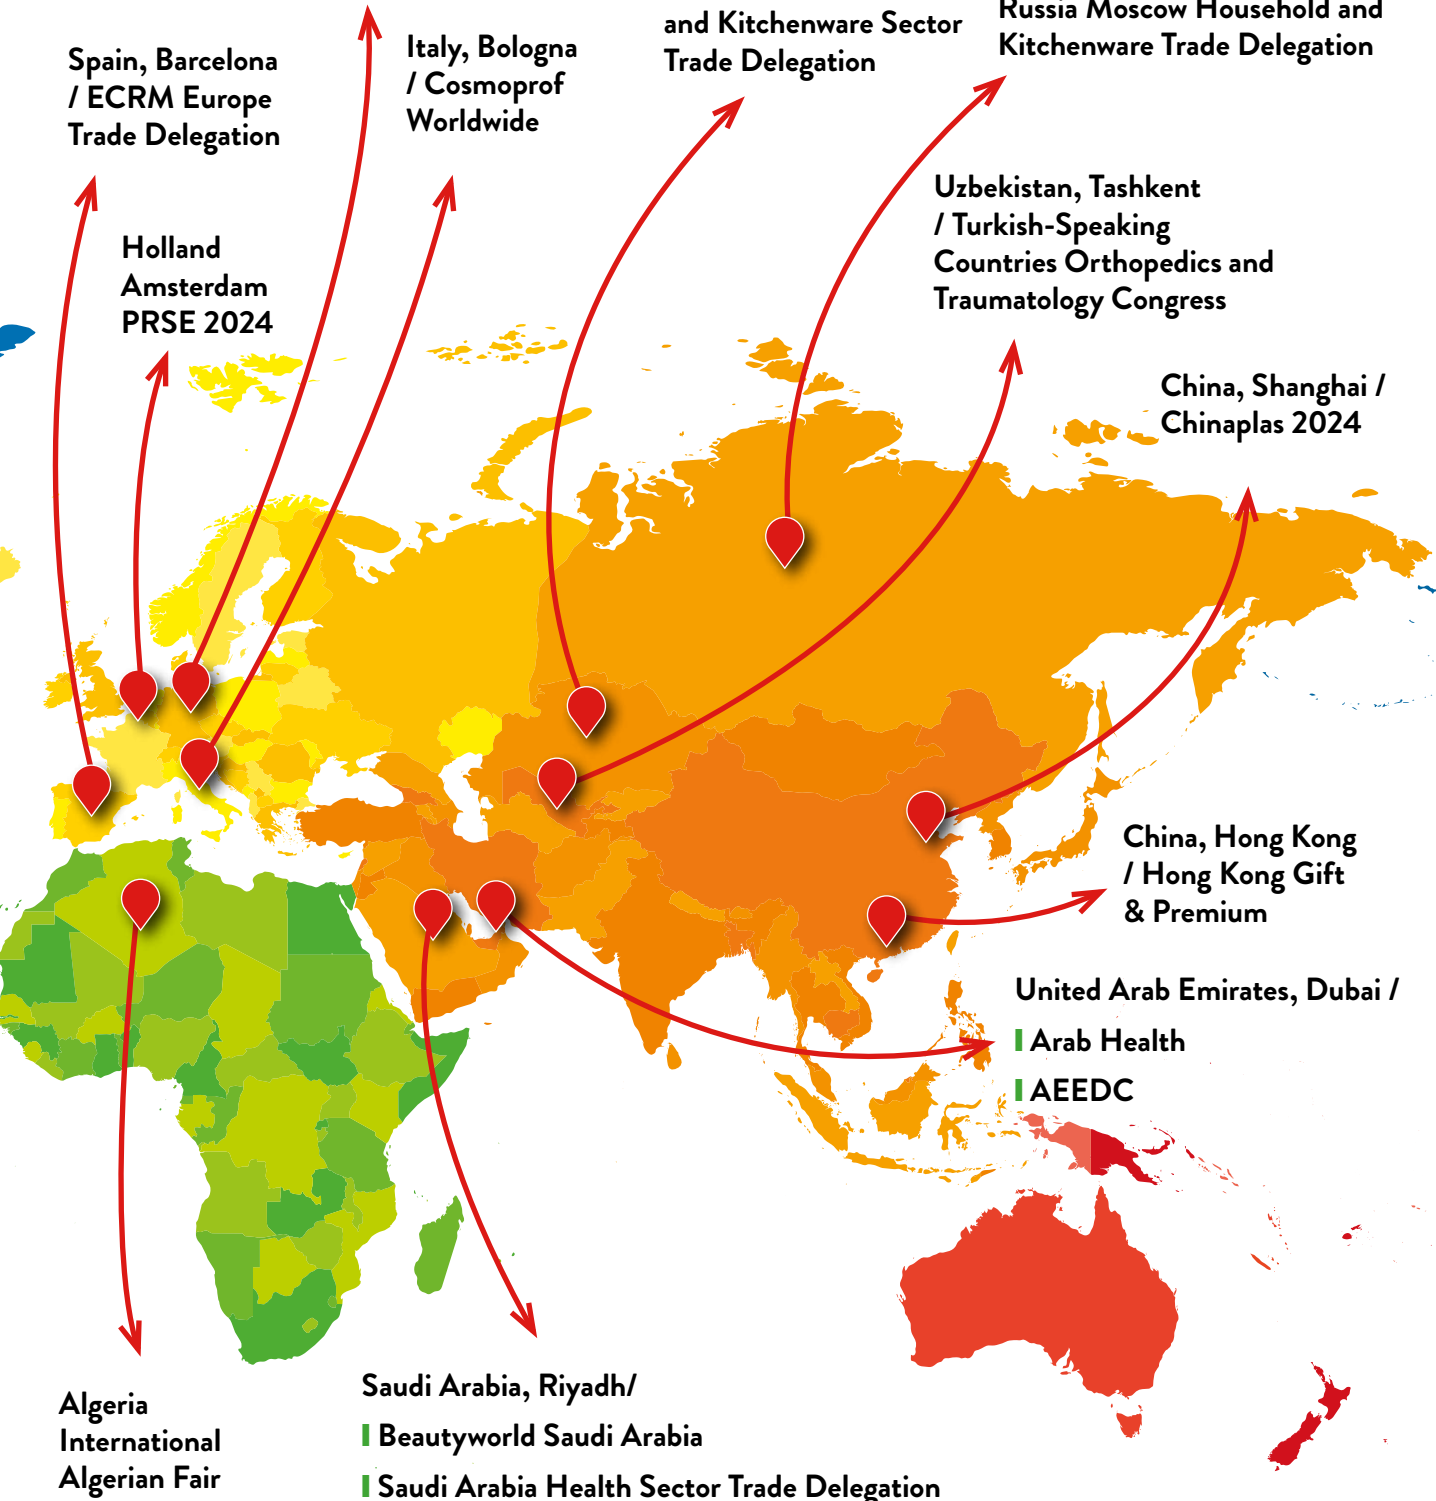 and Kitchenware Sector
Trade Delegation
Russia Moscow Household and
Kitchenware Trade Delegation
Spain, Barcelona
/ ECRM Europe
Trade Delegation
Italy, Bologna
/ Cosmoprof
Worldwide
Holland
Amsterdam
PRSE 2024
Uzbekistan, Tashkent
/ Turkish-Speaking
Countries Orthopedics and
Traumatology Congress
China, Shanghai /
Chinaplas 2024
China, Hong Kong
/ Hong Kong Gift
& Premium
United Arab Emirates, Dubai /
Arab Health
AEEDC
Algeria
International
Algerian Fair
Saudi Arabia, Riyadh/
Beautyworld Saudi Arabia
Saudi Arabia Health Sector Trade Delegation